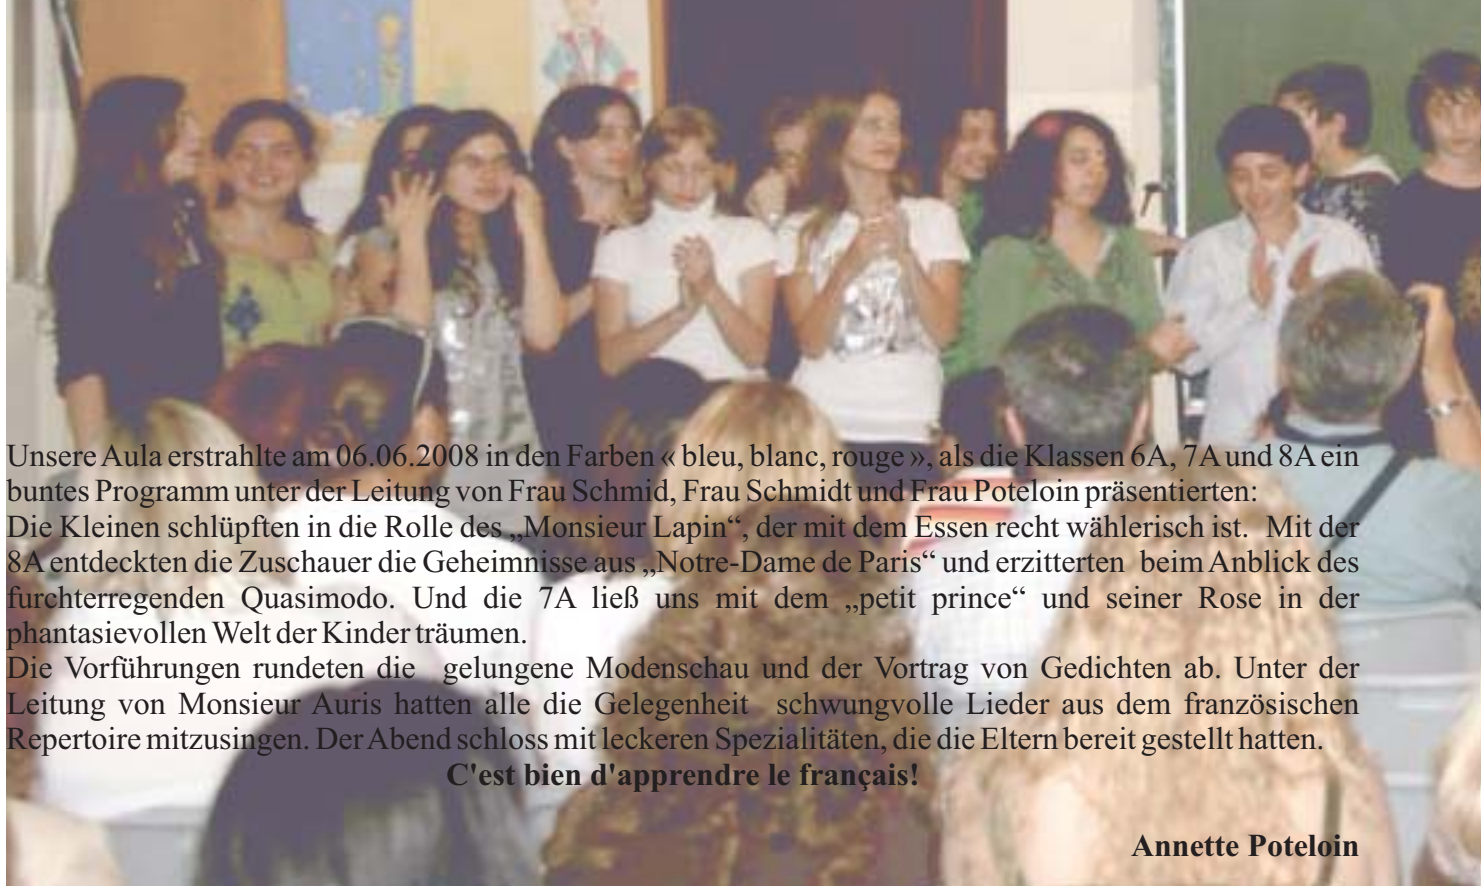 Unsere Aula erstrahlte am 06.06.2008 in den Farben « bleu, blanc, rouge », als die Klassen 6A, 7A und 8A ein
buntes Programm unter der Leitung von Frau Schmid, Frau Schmidt und Frau Poteloin präsentierten:
Die Kleinen schlüpften in die Rolle des „Monsieur Lapin“, der mit dem Essen recht wählerisch ist. Mit der
8A entdeckten die Zuschauer die Geheimnisse aus „Notre-Dame de Paris“ und erzitterten beim Anblick des
furchterregenden Quasimodo. Und die 7A ließ uns mit dem „petit prince“ und seiner Rose in der
phantasievollen Welt der Kinder träumen.
Die Vorführungen rundeten die gelungene Modenschau und der Vortrag von Gedichten ab. Unter der
Leitung von Monsieur Auris hatten alle die Gelegenheit schwungvolle Lieder aus dem französischen
Repertoire mitzusingen. Der Abend schloss mit leckeren Spezialitäten, die die Eltern bereit gestellt hatten.
C'est bien d'apprendre le français!
Annette Poteloin